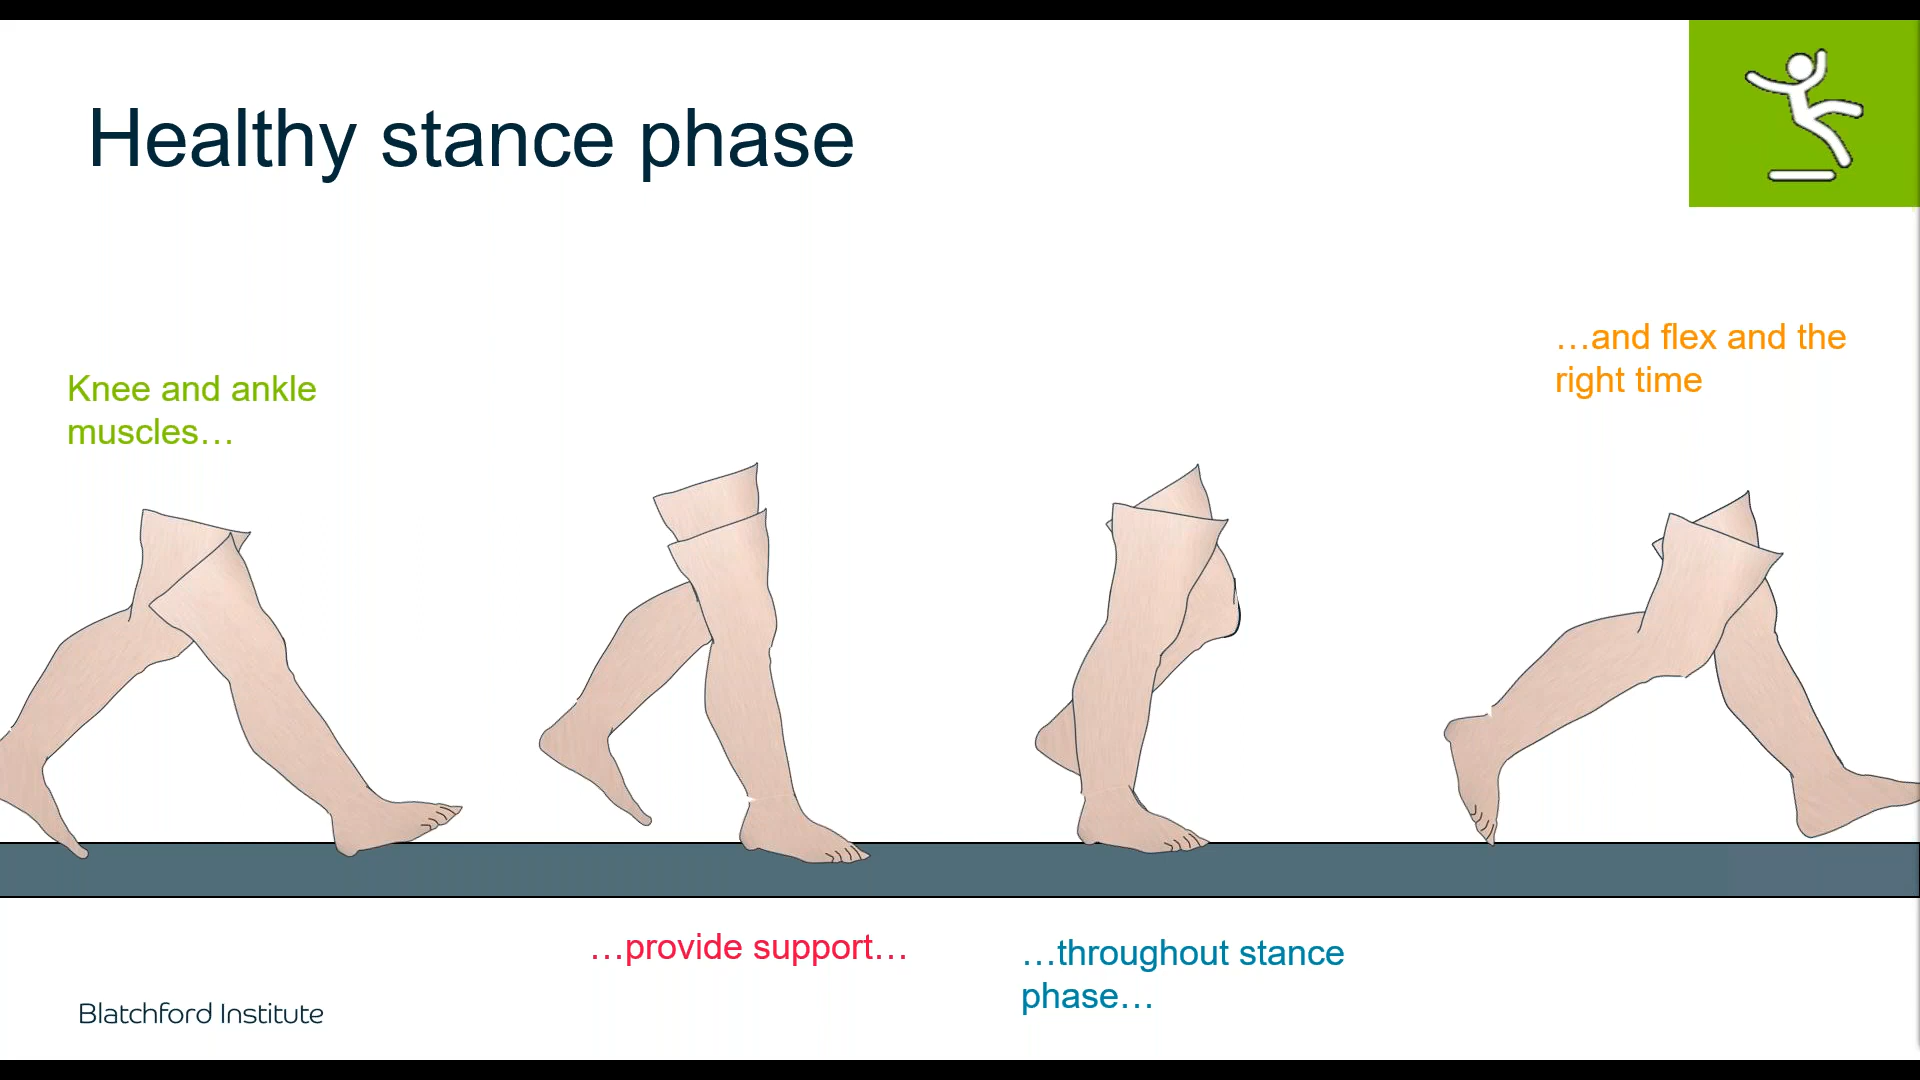 Healthy stance phase
…and flex and the
right time
Knee and ankle
muscles…
…provide support…
…throughout stance
phase…
Blatchford Institute